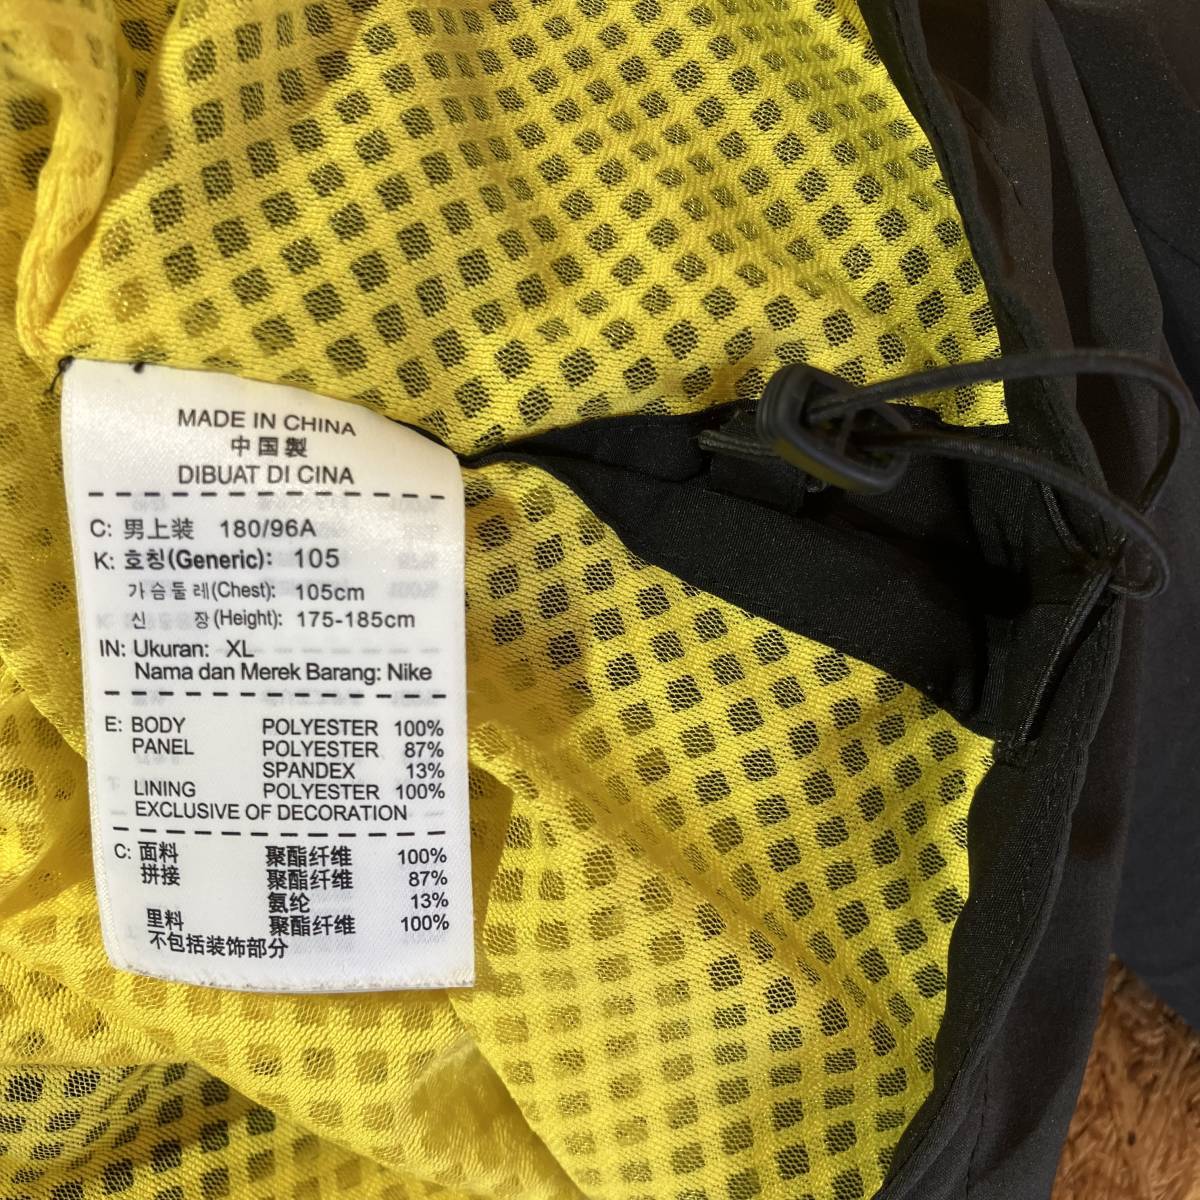 MADE IN CHINA
中国製
DIBUAT DI CINA
C: 男上装 180/96A
K: 호칭(Generic): 105
가슴둘레(Chest): 105cm
신 장(Height): 175-185cm
IN: Ukuran: XL
Nama dan Merek Barang: Nike
E: BODY POLYESTER 100%
PANEL POLYESTER 87%
SPANDEX 13%
LINING POLYESTER 100%
EXCLUSIVE OF DECORATION
C: 面料 聚酯纤维 100%
拼接 聚酯纤维 87%
氨纶 13%
里料 聚酯纤维 100%
不包括装饰部分